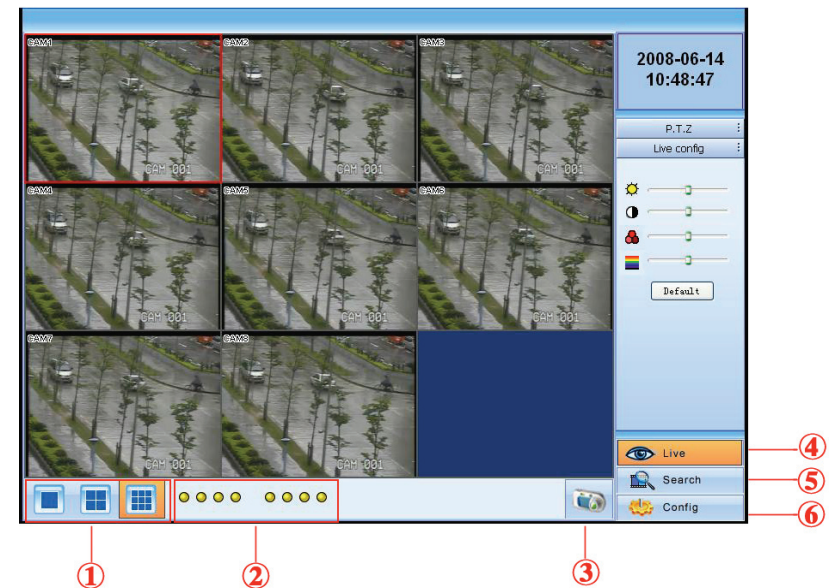 CAM1 CAM2 CAM3
CAM 001 CAM 001 CAM 001
CAM4 CAM5 CAM6
CAM 001 CAM 001 CAM 001
CAM7 CAM8
CAM 001 CAM 001
2008-06-14
10:48:47
P.T.Z
Live config
Default
Live
Search
Config
① ② ③
④
⑤
⑥